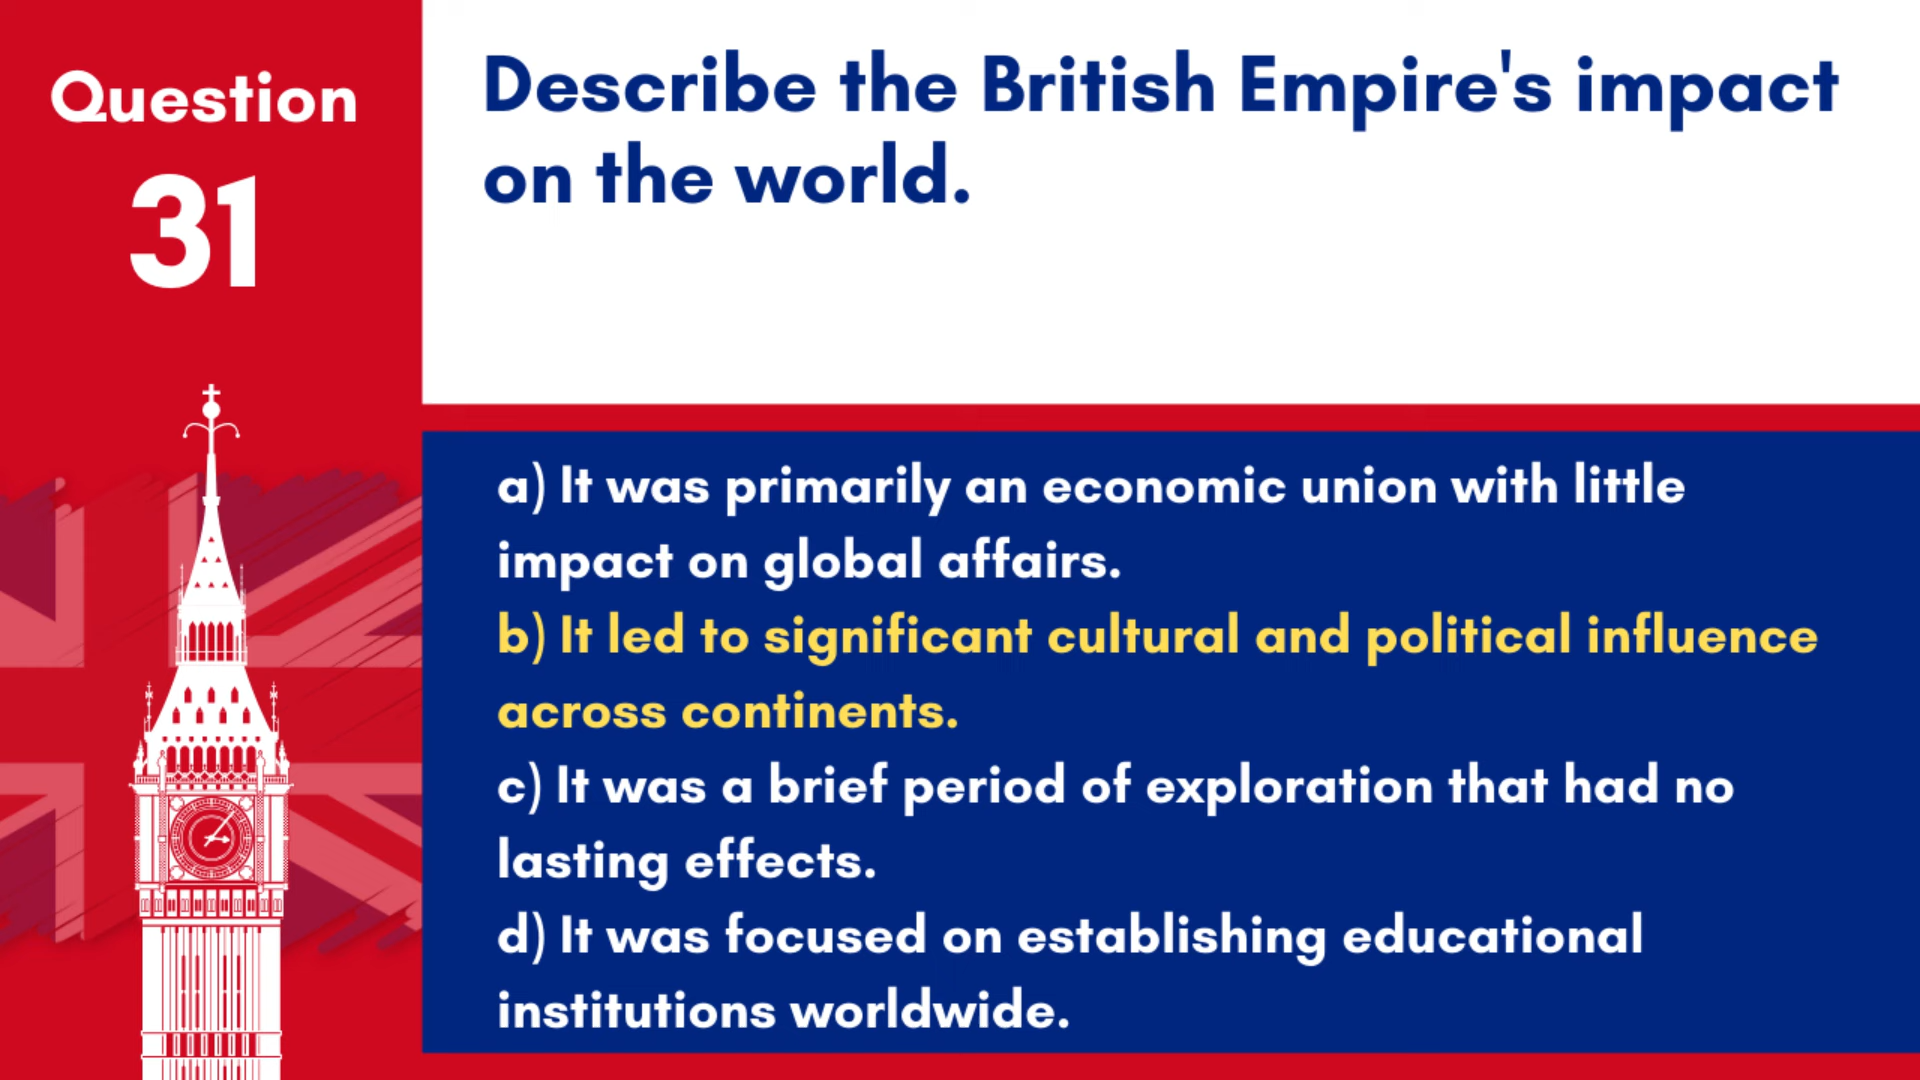 Question
31
Describe the British Empire's impact
on the world.
a) It was primarily an economic union with little
impact on global affairs.
b) It led to significant cultural and political influence
across continents.
c) It was a brief period of exploration that had no
lasting effects.
d) It was focused on establishing educational
institutions worldwide.